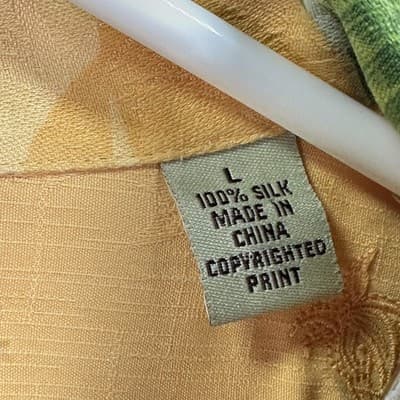 L
100% SILK
MADE IN
CHINA
COPYRIGHTED
PRINT